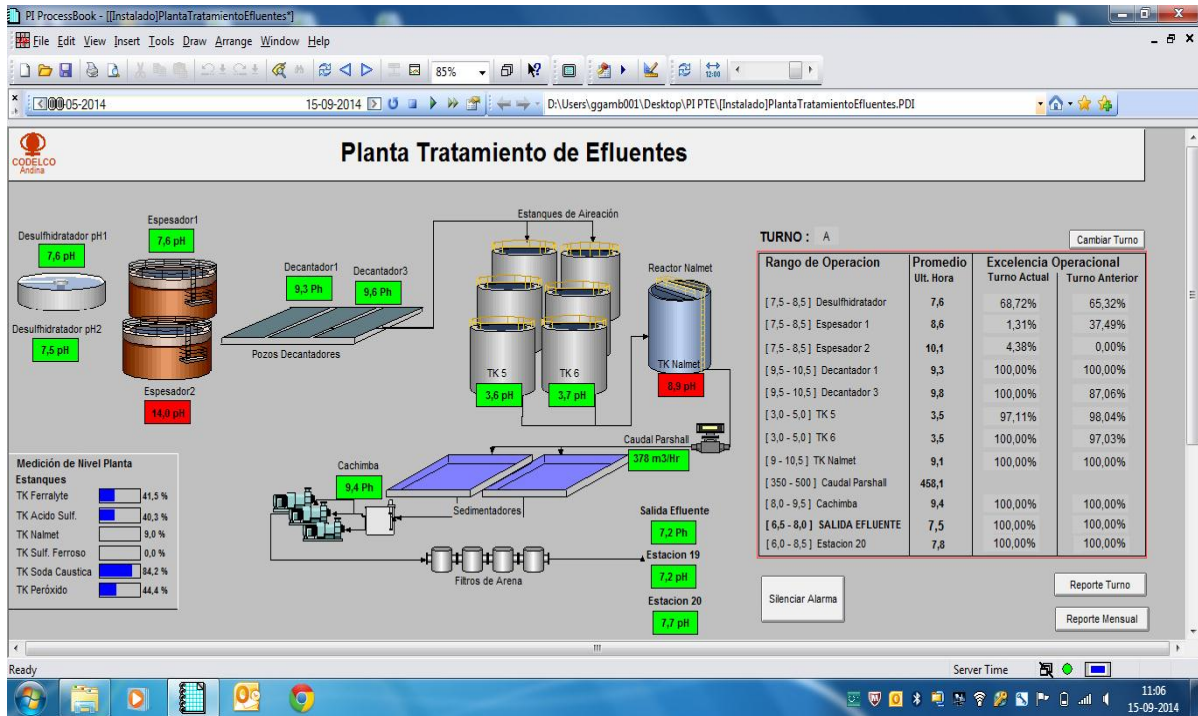 PI ProcessBook - [[Instalado]PlantaTratamientoEfluentes*]
File Edit View Insert Tools Draw Arrange Window Help
85%
12:00
05-2014
15-09-2014
D:\Users\ggamb001\Desktop\PI PTE\[Instalado]PlantaTratamientoEfluentes.PDI
CODELCO
Andina
Planta Tratamiento de Efluentes
Desulfhidratador pH1
7,6 pH
Desulfhidratador pH2
7,5 pH
Espesador1
7,6 pH
Espesador2
14,0 pH
Decantador1
9,3 Ph
Decantador3
9,6 Ph
Pozos Decantadores
Estanques de Aireación
TK 5
3,6 pH
TK 6
3,7 pH
Reactor Nalmet
TK Nalmet
8,9 pH
Caudal Parshall
378 m3/Hr
Sedimentadores
Cachimba
9,4 Ph
Filtros de Arena
Salida Efluente
7,2 Ph
Estacion 19
7,2 pH
Estacion 20
7,7 pH
Medición de Nivel Planta
Estanques
TK Ferralyte 41,5 %
TK Acido Sulf. 40,3 %
TK Nalmet 9,0 %
TK Sulf. Ferroso 0,0 %
TK Soda Caustica 84,2 %
TK Peróxido 44,4 %
TURNO : A
Cambiar Turno
Rango de Operacion Promedio Excelencia Operacional
Ult. Hora Turno Actual Turno Anterior
[ 7,5 - 8,5 ] Desulfhidratador 7,6 68,72% 65,32%
[ 7,5 - 8,5 ] Espesador 1 8,6 1,31% 37,49%
[ 7,5 - 8,5 ] Espesador 2 10,1 4,38% 0,00%
[ 9,5 - 10,5 ] Decantador 1 9,3 100,00% 100,00%
[ 9,5 - 10,5 ] Decantador 3 9,8 100,00% 87,06%
[ 3,0 - 5,0 ] TK 5 3,5 97,11% 98,04%
[ 3,0 - 5,0 ] TK 6 3,5 100,00% 97,03%
[ 9 - 10,5 ] TK Nalmet 9,1 100,00% 100,00%
[ 350 - 500 ] Caudal Parshall 458,1
[ 8,0 - 9,5 ] Cachimba 9,4 100,00% 100,00%
[ 6,5 - 8,0 ] SALIDA EFLUENTE 7,5 100,00% 100,00%
[ 6,0 - 8,5 ] Estacion 20 7,8 100,00% 100,00%
Silenciar Alarma
Reporte Turno
Reporte Mensual
Ready
Server Time
11:06
15-09-2014